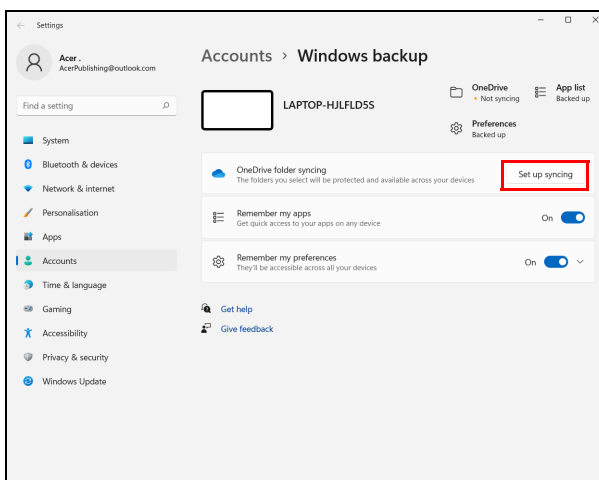 Settings
Acer .
AcerPublishing@outlook.com
Find a setting
System
Bluetooth & devices
Network & internet
Personalisation
Apps
Accounts
Time & language
Gaming
Accessibility
Privacy & security
Windows Update
Accounts > Windows backup
LAPTOP-HJLFLD5S
OneDrive
• Not syncing
App list
Backed up
Preferences
Backed up
OneDrive folder syncing
The folders you select will be protected and available across your devices
Set up syncing
Remember my apps
Get quick access to your apps on any device
On
Remember my preferences
They'll be accessible across all your devices
On
Get help
Give feedback